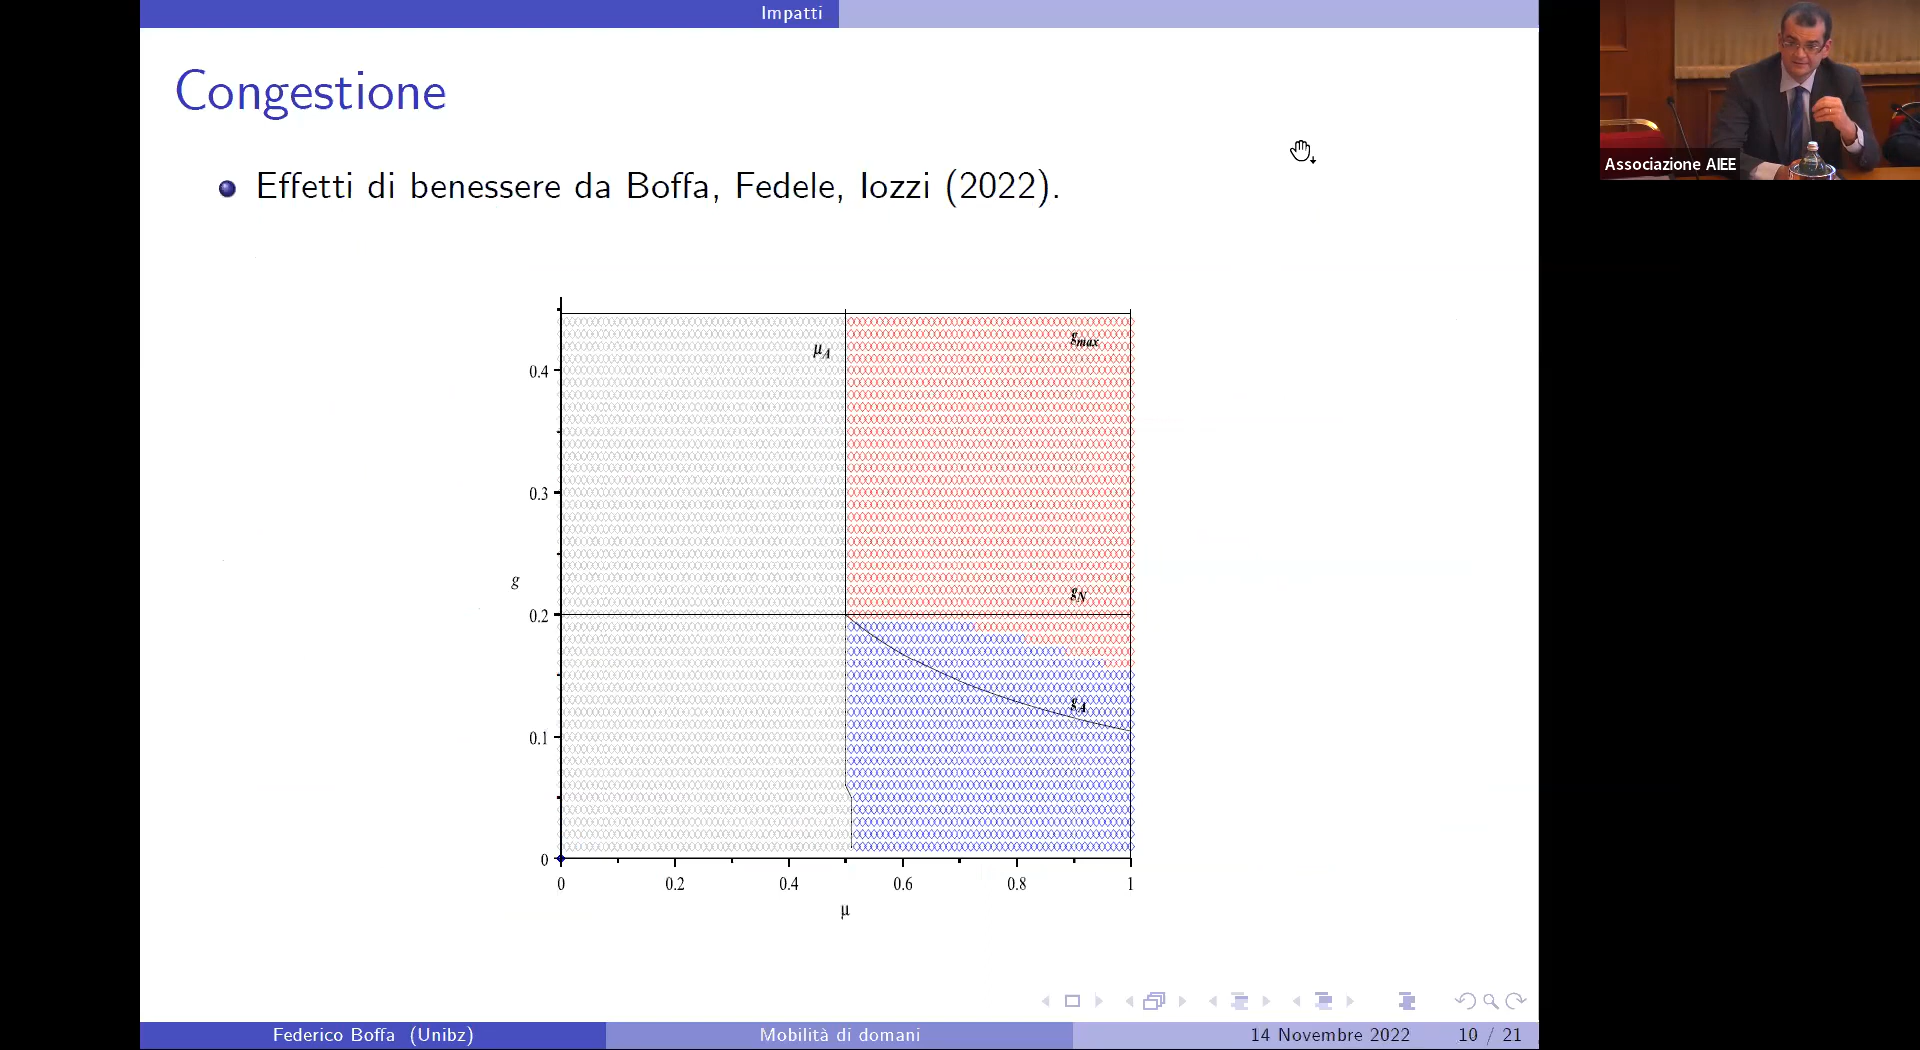 Impatti
Associazione AIEE
Congestione
Effetti di benessere da Boffa, Fedele, Iozzi (2022).
μA
gmax
0.4
0.3
g
gN
0.2
gA
0.1
0
0 0.2 0.4 0.6 0.8 1
μ
Federico Boffa (Unibz) Mobilità di domani 14 Novembre 2022 10 / 21